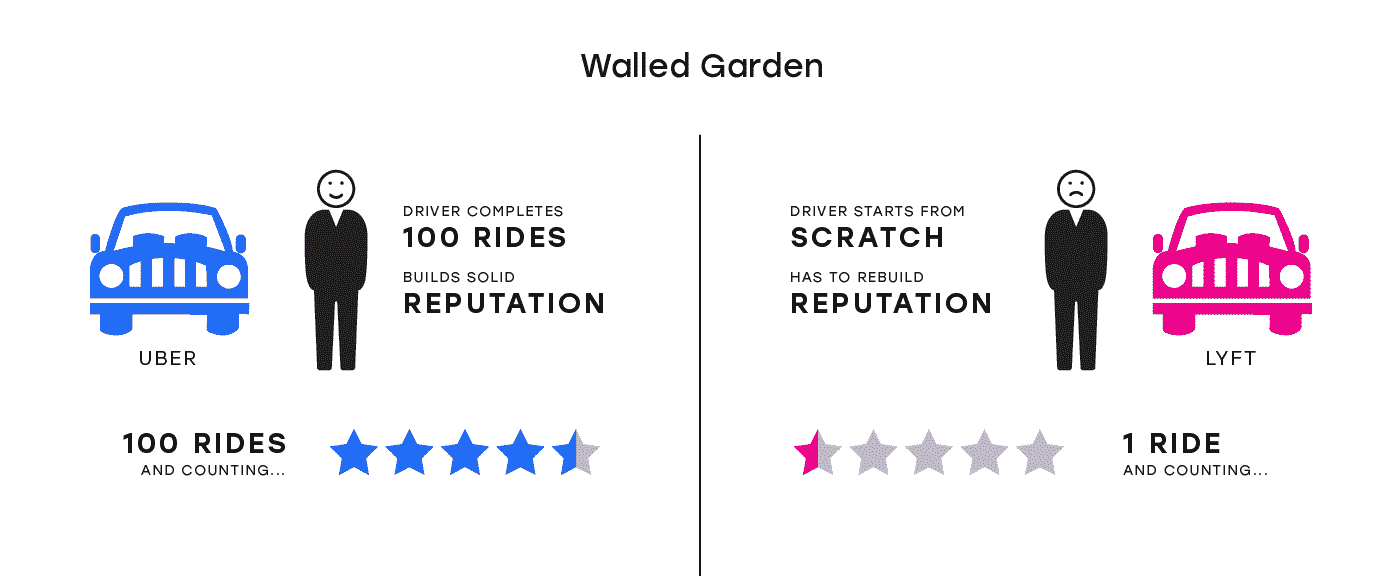 Walled Garden
DRIVER COMPLETES
100 RIDES
BUILDS SOLID
REPUTATION
UBER
100 RIDES
AND COUNTING...
DRIVER STARTS FROM
SCRATCH
HAS TO REBUILD
REPUTATION
LYFT
1 RIDE
AND COUNTING...